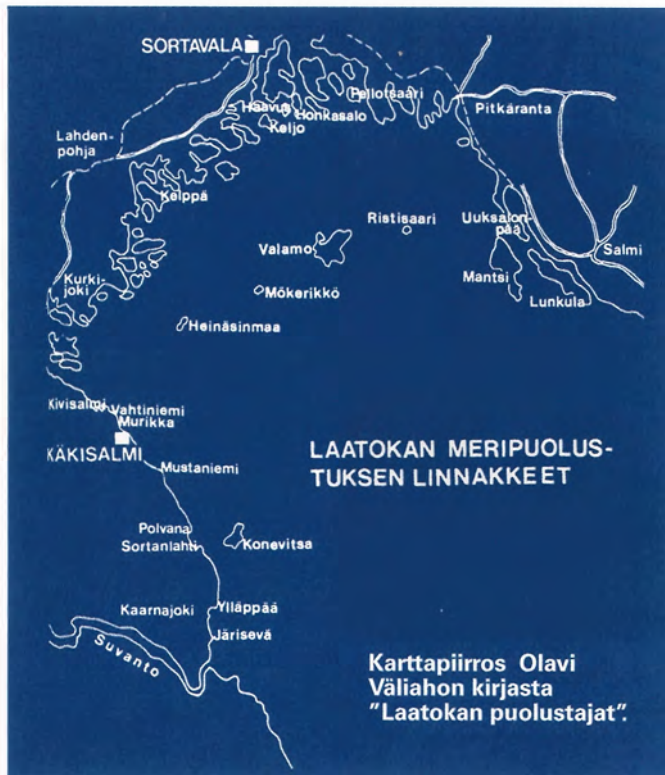 SORTAVALA
Pellotsaari
Haavus
Honkasalo
Keljo
Pitkäranta
Lahden-
pohja
Kelppä
Ristisaari
Uuksalon-
pää
Valamo
Salmi
Mantsi
Lunkula
Kurki-
joki
Mökerikkö
Heinäsinmaa
Kivisalmi
Vahtiniemi
Murikka
KÄKISALMI
LAATOKAN MERIPUOLUS-
TUKSEN LINNAKKEET
Mustaniemi
Polvana
Sortanlahti
Konevitsa
Kaarnajoki
Ylläppää
Järisevä
Suvanto
Karttapiirros Olavi
Väliahon kirjasta
"Laatokan puolustajat".